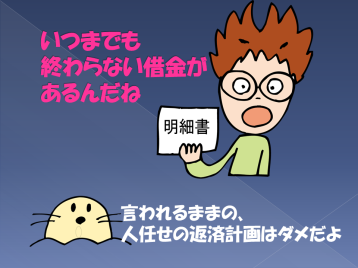 いつまでも
終わらない借金が
あるんだね
明細書
言われるままの、
人任せの返済計画はダメだよ